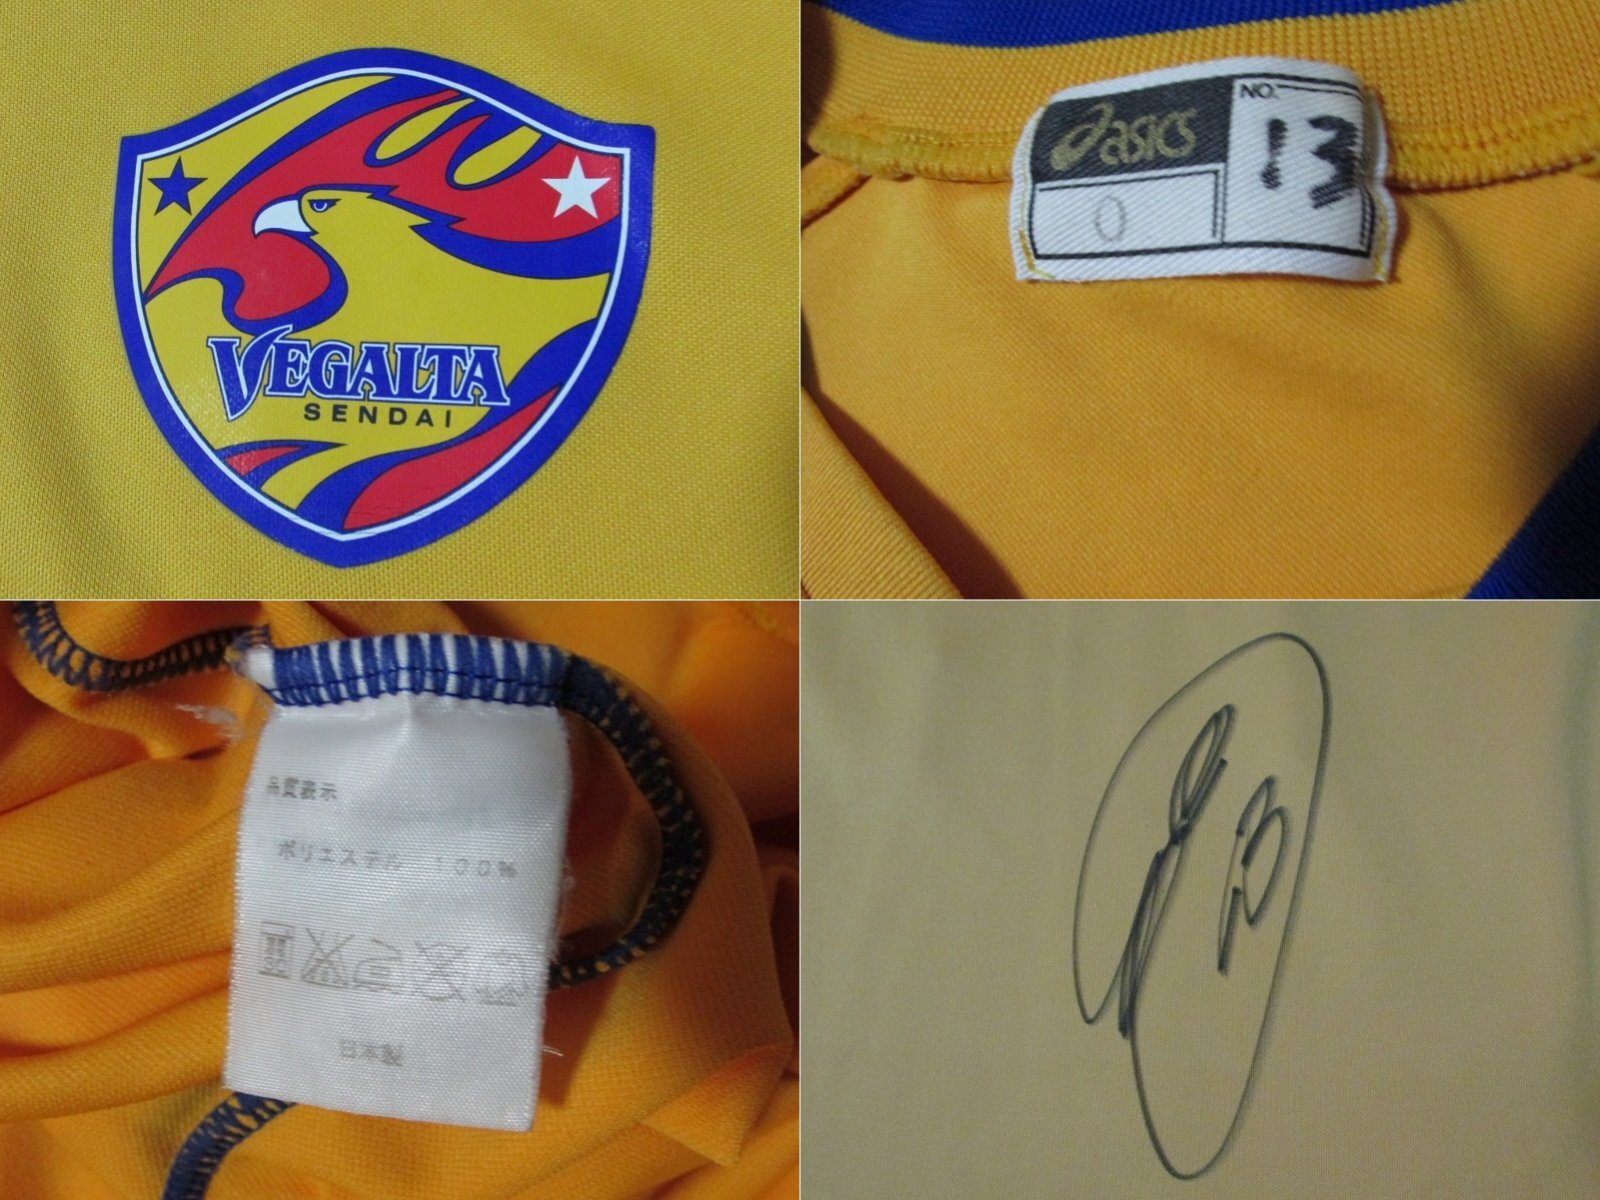 VEGALTA
SENDAI
asics
NO.
13
O
品質表示
ポリエステル 100%
日本製